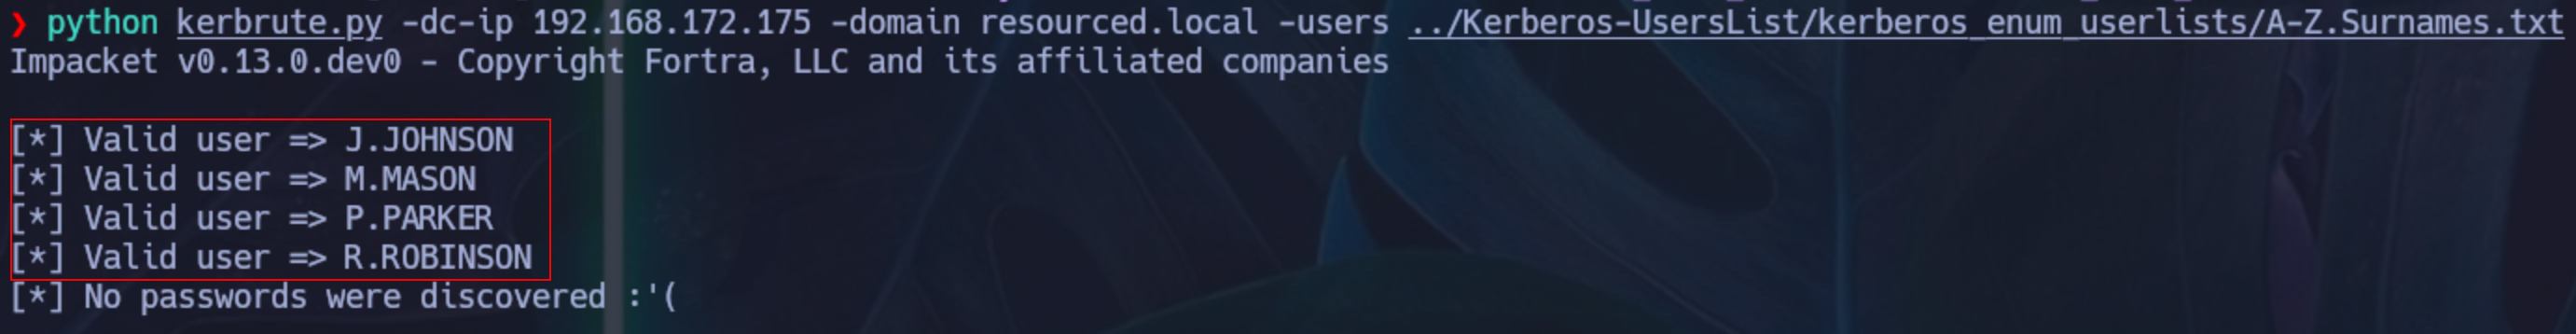 ❯ python kerbrute.py -dc-ip 192.168.172.175 -domain resourced.local -users ../Kerberos-UsersList/kerberos_enum_userlists/A-Z.Surnames.txt
Impacket v0.13.0.dev0 - Copyright Fortra, LLC and its affiliated companies
[*] Valid user => J.JOHNSON
[*] Valid user => M.MASON
[*] Valid user => P.PARKER
[*] Valid user => R.ROBINSON
[*] No passwords were discovered :'(